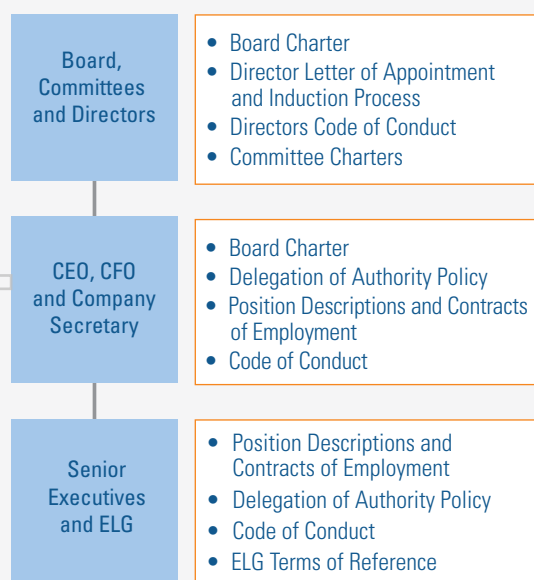 Board,
Committees
and Directors
• Board Charter
• Director Letter of Appointment
and Induction Process
• Directors Code of Conduct
• Committee Charters
CEO, CFO
and Company
Secretary
• Board Charter
• Delegation of Authority Policy
• Position Descriptions and Contracts
of Employment
• Code of Conduct
Senior
Executives
and ELG
• Position Descriptions and
Contracts of Employment
• Delegation of Authority Policy
• Code of Conduct
• ELG Terms of Reference